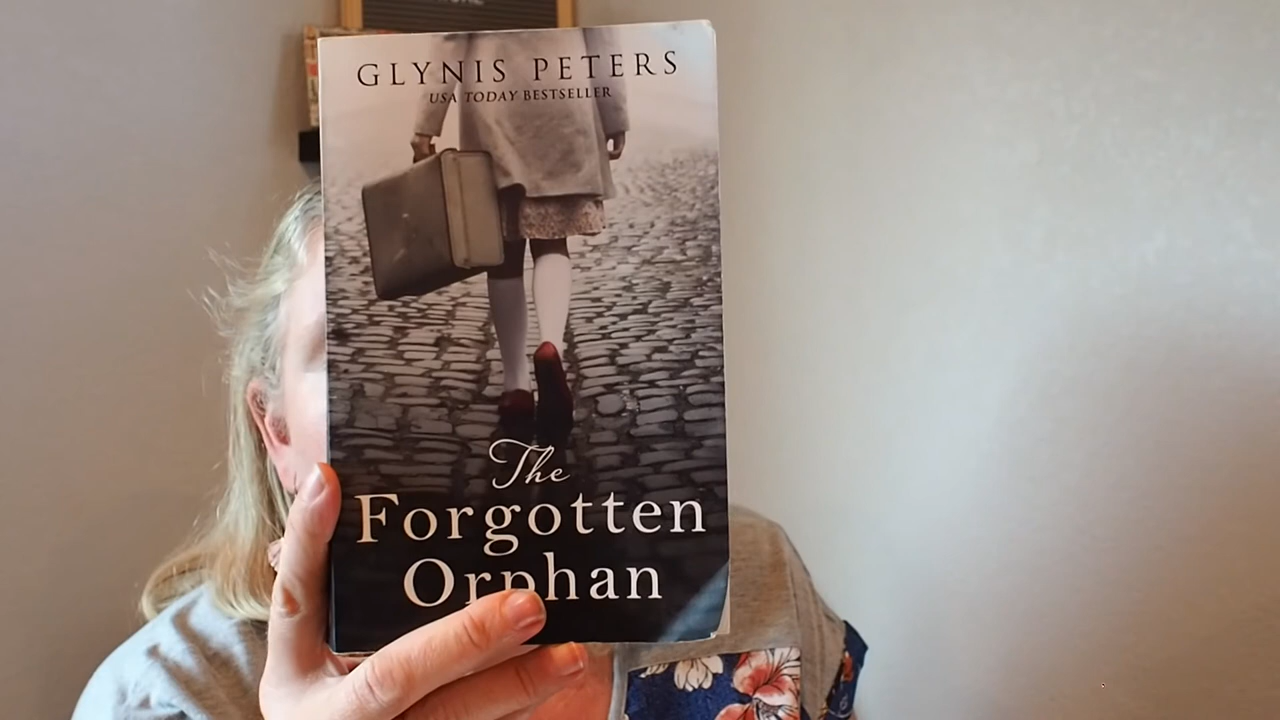 GLYNIS PETERS
USA TODAY BESTSELLER
The
Forgotten
Orphan